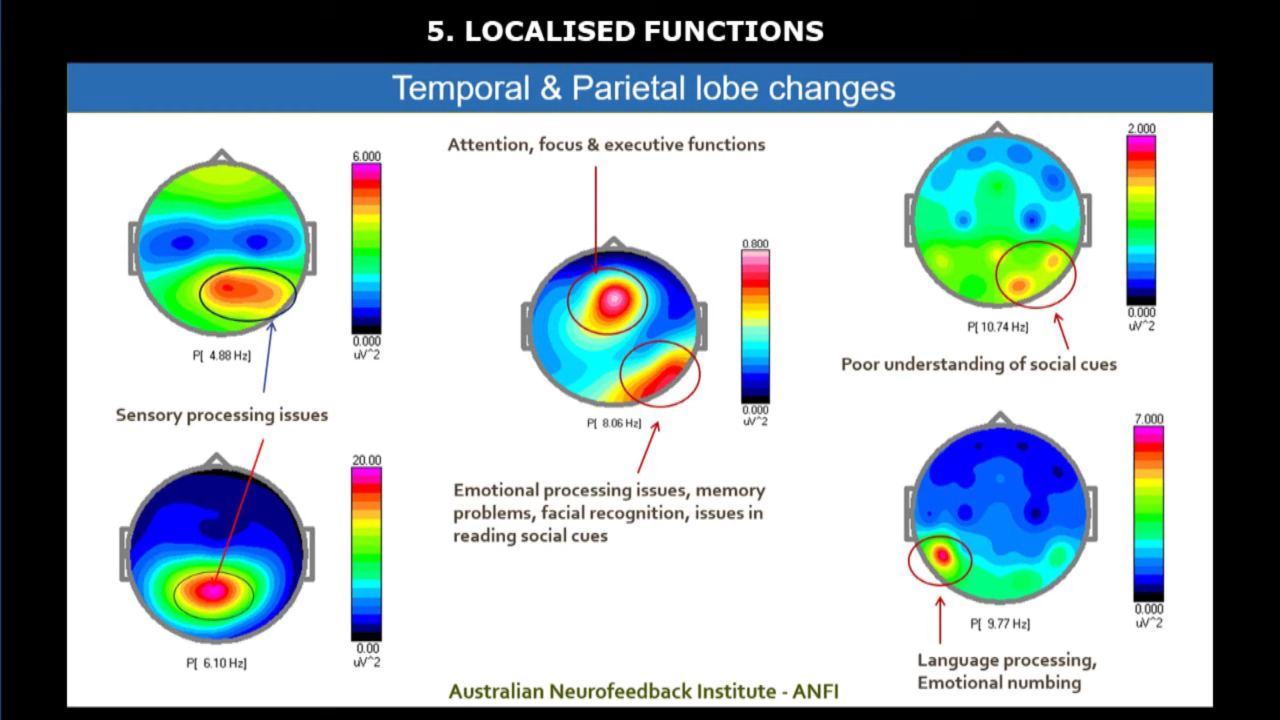 5. LOCALISED FUNCTIONS
Temporal & Parietal lobe changes
6.000
0.000
uV^2
P[ 4.88 Hz]
Sensory processing issues
20.00
0.00
uV^2
P[ 6.10 Hz]
Attention, focus & executive functions
0.800
0.000
uV^2
P[ 8.06 Hz]
Emotional processing issues, memory
problems, facial recognition, issues in
reading social cues
2.000
0.000
uV^2
P[ 10.74 Hz]
Poor understanding of social cues
7.000
0.000
uV^2
P[ 9.77 Hz]
Language processing,
Emotional numbing
Australian Neurofeedback Institute - ANFI